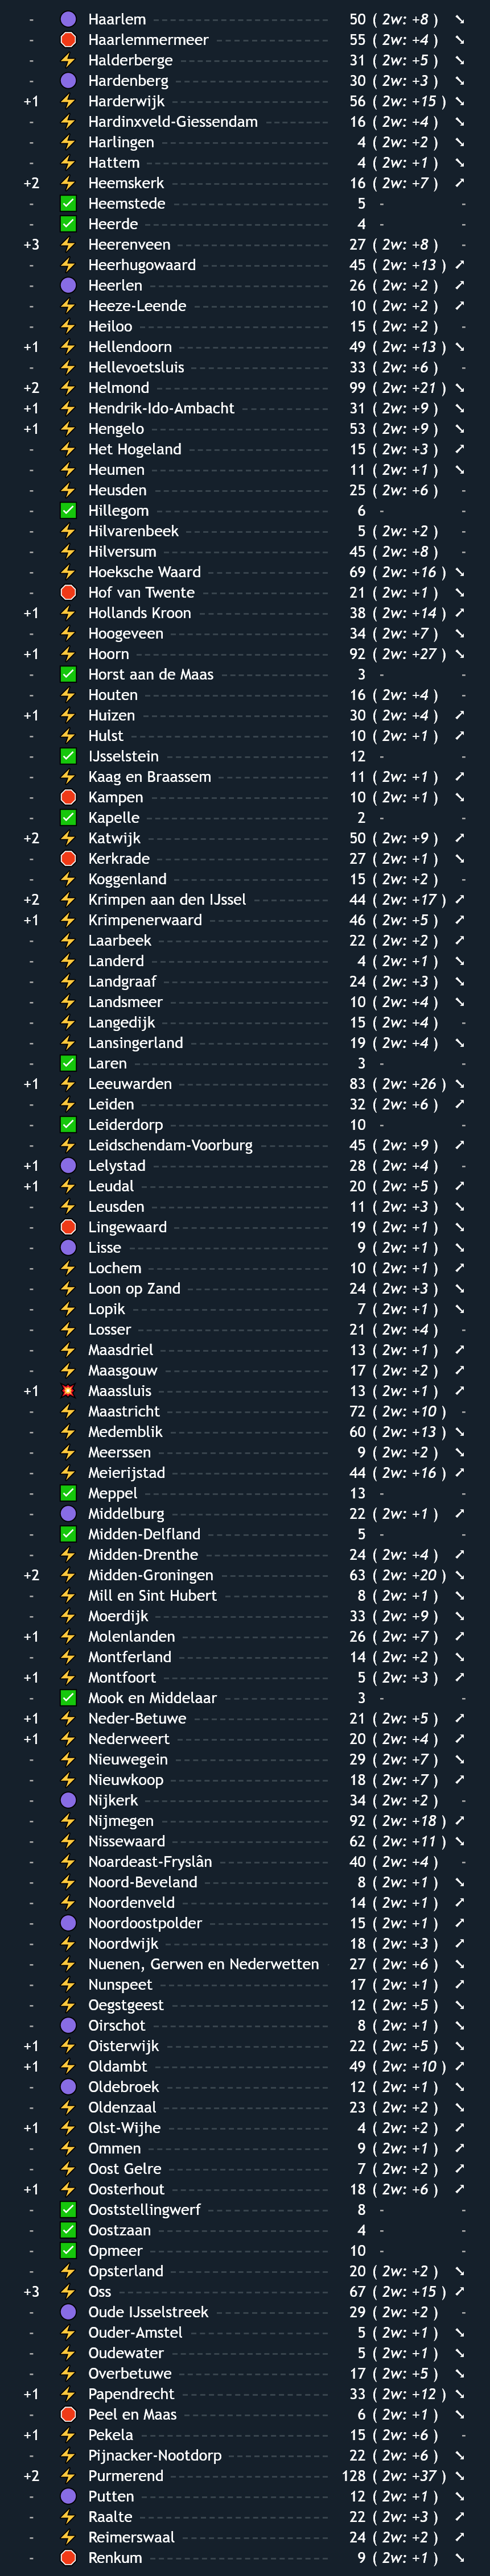 - 🟣 Haarlem 50 ( 2w: +8 ) ➘
- 🛑 Haarlemmermeer 55 ( 2w: +4 ) ➘
- ⚡ Halderberge 31 ( 2w: +5 ) ➘
- 🟣 Hardenberg 30 ( 2w: +3 ) ➘
+1 ⚡ Harderwijk 56 ( 2w: +15 ) ➘
- ⚡ Hardinxveld-Giessendam 16 ( 2w: +4 ) ➘
- ⚡ Harlingen 4 ( 2w: +2 ) ➘
- ⚡ Hattem 4 ( 2w: +1 ) ➘
+2 ⚡ Heemskerk 16 ( 2w: +7 ) ➚
- ✅ Heemstede 5 - -
- ✅ Heerde 4 - -
+3 ⚡ Heerenveen 27 ( 2w: +8 ) -
- ⚡ Heerhugowaard 45 ( 2w: +13 ) ➚
- 🟣 Heerlen 26 ( 2w: +2 ) ➚
- ⚡ Heeze-Leende 10 ( 2w: +2 ) ➚
- ⚡ Heiloo 15 ( 2w: +2 ) -
+1 ⚡ Hellendoorn 49 ( 2w: +13 ) ➘
- ⚡ Hellevoetsluis 33 ( 2w: +6 ) -
+2 ⚡ Helmond 99 ( 2w: +21 ) ➘
+1 ⚡ Hendrik-Ido-Ambacht 31 ( 2w: +9 ) ➘
+1 ⚡ Hengelo 53 ( 2w: +9 ) ➘
- ⚡ Het Hogeland 15 ( 2w: +3 ) ➚
- ⚡ Heumen 11 ( 2w: +1 ) ➘
- ⚡ Heusden 25 ( 2w: +6 ) -
- ✅ Hillegom 6 - -
- ⚡ Hilvarenbeek 5 ( 2w: +2 ) -
- ⚡ Hilversum 45 ( 2w: +8 ) -
- ⚡ Hoeksche Waard 69 ( 2w: +16 ) ➘
- 🛑 Hof van Twente 21 ( 2w: +1 ) ➘
+1 ⚡ Hollands Kroon 38 ( 2w: +14 ) ➚
- ⚡ Hoogeveen 34 ( 2w: +7 ) ➘
+1 ⚡ Hoorn 92 ( 2w: +27 ) ➘
- ✅ Horst aan de Maas 3 - -
- ⚡ Houten 16 ( 2w: +4 ) -
+1 ⚡ Huizen 30 ( 2w: +4 ) ➚
- ⚡ Hulst 10 ( 2w: +1 ) ➚
- ✅ IJsselstein 12 - -
- ⚡ Kaag en Braassem 11 ( 2w: +1 ) ➚
- 🛑 Kampen 10 ( 2w: +1 ) ➘
- ✅ Kapelle 2 - -
+2 ⚡ Katwijk 50 ( 2w: +9 ) ➚
- 🛑 Kerkrade 27 ( 2w: +1 ) ➘
- ⚡ Koggenland 15 ( 2w: +2 ) -
+2 ⚡ Krimpen aan den IJssel 44 ( 2w: +17 ) ➚
+1 ⚡ Krimpenerwaard 46 ( 2w: +5 ) ➚
- ⚡ Laarbeek 22 ( 2w: +2 ) ➚
- ⚡ Landerd 4 ( 2w: +1 ) ➘
- ⚡ Landgraaf 24 ( 2w: +3 ) ➘
- ⚡ Landsmeer 10 ( 2w: +4 ) ➘
- ⚡ Langedijk 15 ( 2w: +4 ) -
- ⚡ Lansingerland 19 ( 2w: +4 ) ➘
- ✅ Laren 3 - -
+1 ⚡ Leeuwarden 83 ( 2w: +26 ) ➘
- ⚡ Leiden 32 ( 2w: +6 ) ➚
- ✅ Leiderdorp 10 - -
- ⚡ Leidschendam-Voorburg 45 ( 2w: +9 ) ➚
+1 🟣 Lelystad 28 ( 2w: +4 ) -
+1 ⚡ Leudal 20 ( 2w: +5 ) ➚
- ⚡ Leusden 11 ( 2w: +3 ) ➘
- 🛑 Lingewaard 19 ( 2w: +1 ) ➘
- 🟣 Lisse 9 ( 2w: +1 ) ➘
- ⚡ Lochem 10 ( 2w: +1 ) ➚
- ⚡ Loon op Zand 24 ( 2w: +3 ) ➘
- ⚡ Lopik 7 ( 2w: +1 ) ➘
- ⚡ Losser 21 ( 2w: +4 ) -
- ⚡ Maasdriel 13 ( 2w: +1 ) ➚
- ⚡ Maasgouw 17 ( 2w: +2 ) ➚
+1 💥 Maassluis 13 ( 2w: +1 ) ➚
- ⚡ Maastricht 72 ( 2w: +10 ) -
- ⚡ Medemblik 60 ( 2w: +13 ) ➘
- ⚡ Meerssen 9 ( 2w: +2 ) ➘
- ⚡ Meierijstad 44 ( 2w: +16 ) ➚
- ✅ Meppel 13 - -
- 🟣 Middelburg 22 ( 2w: +1 ) ➚
- ✅ Midden-Delfland 5 - -
- ⚡ Midden-Drenthe 24 ( 2w: +4 ) ➚
+2 ⚡ Midden-Groningen 63 ( 2w: +20 ) ➘
- ⚡ Mill en Sint Hubert 8 ( 2w: +1 ) ➘
- ⚡ Moerdijk 33 ( 2w: +9 ) ➘
+1 ⚡ Molenlanden 26 ( 2w: +7 ) ➚
- ⚡ Montferland 14 ( 2w: +2 ) ➘
+1 ⚡ Montfoort 5 ( 2w: +3 ) ➚
- ✅ Mook en Middelaar 3 - -
+1 ⚡ Neder-Betuwe 21 ( 2w: +5 ) ➚
+1 ⚡ Nederweert 20 ( 2w: +4 ) ➚
- ⚡ Nieuwegein 29 ( 2w: +7 ) ➘
- ⚡ Nieuwkoop 18 ( 2w: +7 ) ➚
- 🟣 Nijkerk 34 ( 2w: +2 ) -
- ⚡ Nijmegen 92 ( 2w: +18 ) ➚
- ⚡ Nissewaard 62 ( 2w: +11 ) ➘
- ⚡ Noardeast-Fryslân 40 ( 2w: +4 ) -
- ⚡ Noord-Beveland 8 ( 2w: +1 ) ➘
- ⚡ Noordenveld 14 ( 2w: +1 ) ➚
- 🟣 Noordoostpolder 15 ( 2w: +1 ) ➚
- ⚡ Noordwijk 18 ( 2w: +3 ) ➚
- ⚡ Nuenen, Gerwen en Nederwetten 27 ( 2w: +6 ) ➘
- ⚡ Nunspeet 17 ( 2w: +1 ) ➚
- ⚡ Oegstgeest 12 ( 2w: +5 ) ➘
- 🟣 Oirschot 8 ( 2w: +1 ) ➘
+1 ⚡ Oisterwijk 22 ( 2w: +5 ) ➘
+1 ⚡ Oldambt 49 ( 2w: +10 ) ➚
- 🟣 Oldebroek 12 ( 2w: +1 ) ➘
- ⚡ Oldenzaal 23 ( 2w: +2 ) ➘
+1 ⚡ Olst-Wijhe 4 ( 2w: +2 ) ➚
- ⚡ Ommen 9 ( 2w: +1 ) ➚
- ⚡ Oost Gelre 7 ( 2w: +2 ) ➚
+1 ⚡ Oosterhout 18 ( 2w: +6 ) ➚
- ✅ Ooststellingwerf 8 - -
- ✅ Oostzaan 4 - -
- ✅ Opmeer 10 - -
- ⚡ Opsterland 20 ( 2w: +2 ) ➘
+3 ⚡ Oss 67 ( 2w: +15 ) ➚
- 🟣 Oude IJsselstreek 29 ( 2w: +2 ) -
- ⚡ Ouder-Amstel 5 ( 2w: +1 ) ➘
- ⚡ Oudewater 5 ( 2w: +1 ) ➘
- ⚡ Overbetuwe 17 ( 2w: +5 ) ➘
+1 ⚡ Papendrecht 33 ( 2w: +12 ) ➚
- 🛑 Peel en Maas 6 ( 2w: +1 ) ➘
+1 ⚡ Pekela 15 ( 2w: +6 ) -
- ⚡ Pijnacker-Nootdorp 22 ( 2w: +6 ) ➘
+2 ⚡ Purmerend 128 ( 2w: +37 ) ➘
- 🟣 Putten 12 ( 2w: +1 ) ➘
- ⚡ Raalte 22 ( 2w: +3 ) ➚
- ⚡ Reimerswaal 24 ( 2w: +2 ) ➚
- 🛑 Renkum 9 ( 2w: +1 ) ➘